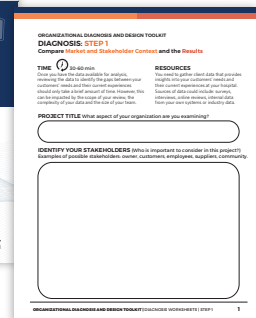 ORGANIZATIONAL DIAGNOSIS AND DESIGN TOOLKIT
DIAGNOSIS: STEP 1
Compare Market and Stakeholder Context and the Results
TIME 30-60 min
Once you have the data available for analysis,
reviewing the data to identify the gaps between your
customers' needs and their current experiences
should only take a brief amount of time. However, this
can be impacted by the scope of your review, the
complexity of your data and the size of your team.
RESOURCES
You need to gather client data that provides
insights into your customers' needs and
their current experiences at your hospital.
Sources of data could include: surveys,
interviews, online reviews, internal data
from your own systems or industry data.
PROJECT TITLE What aspect of your organization are you examining?
IDENTIFY YOUR STAKEHOLDERS (Who is important to consider in this project?)
Examples of possible stakeholders: owner, customers, employees, suppliers, community.
ORGANIZATIONAL DIAGNOSIS AND DESIGN TOOLKIT | DIAGNOSIS WORKSHEETS | STEP 1 1